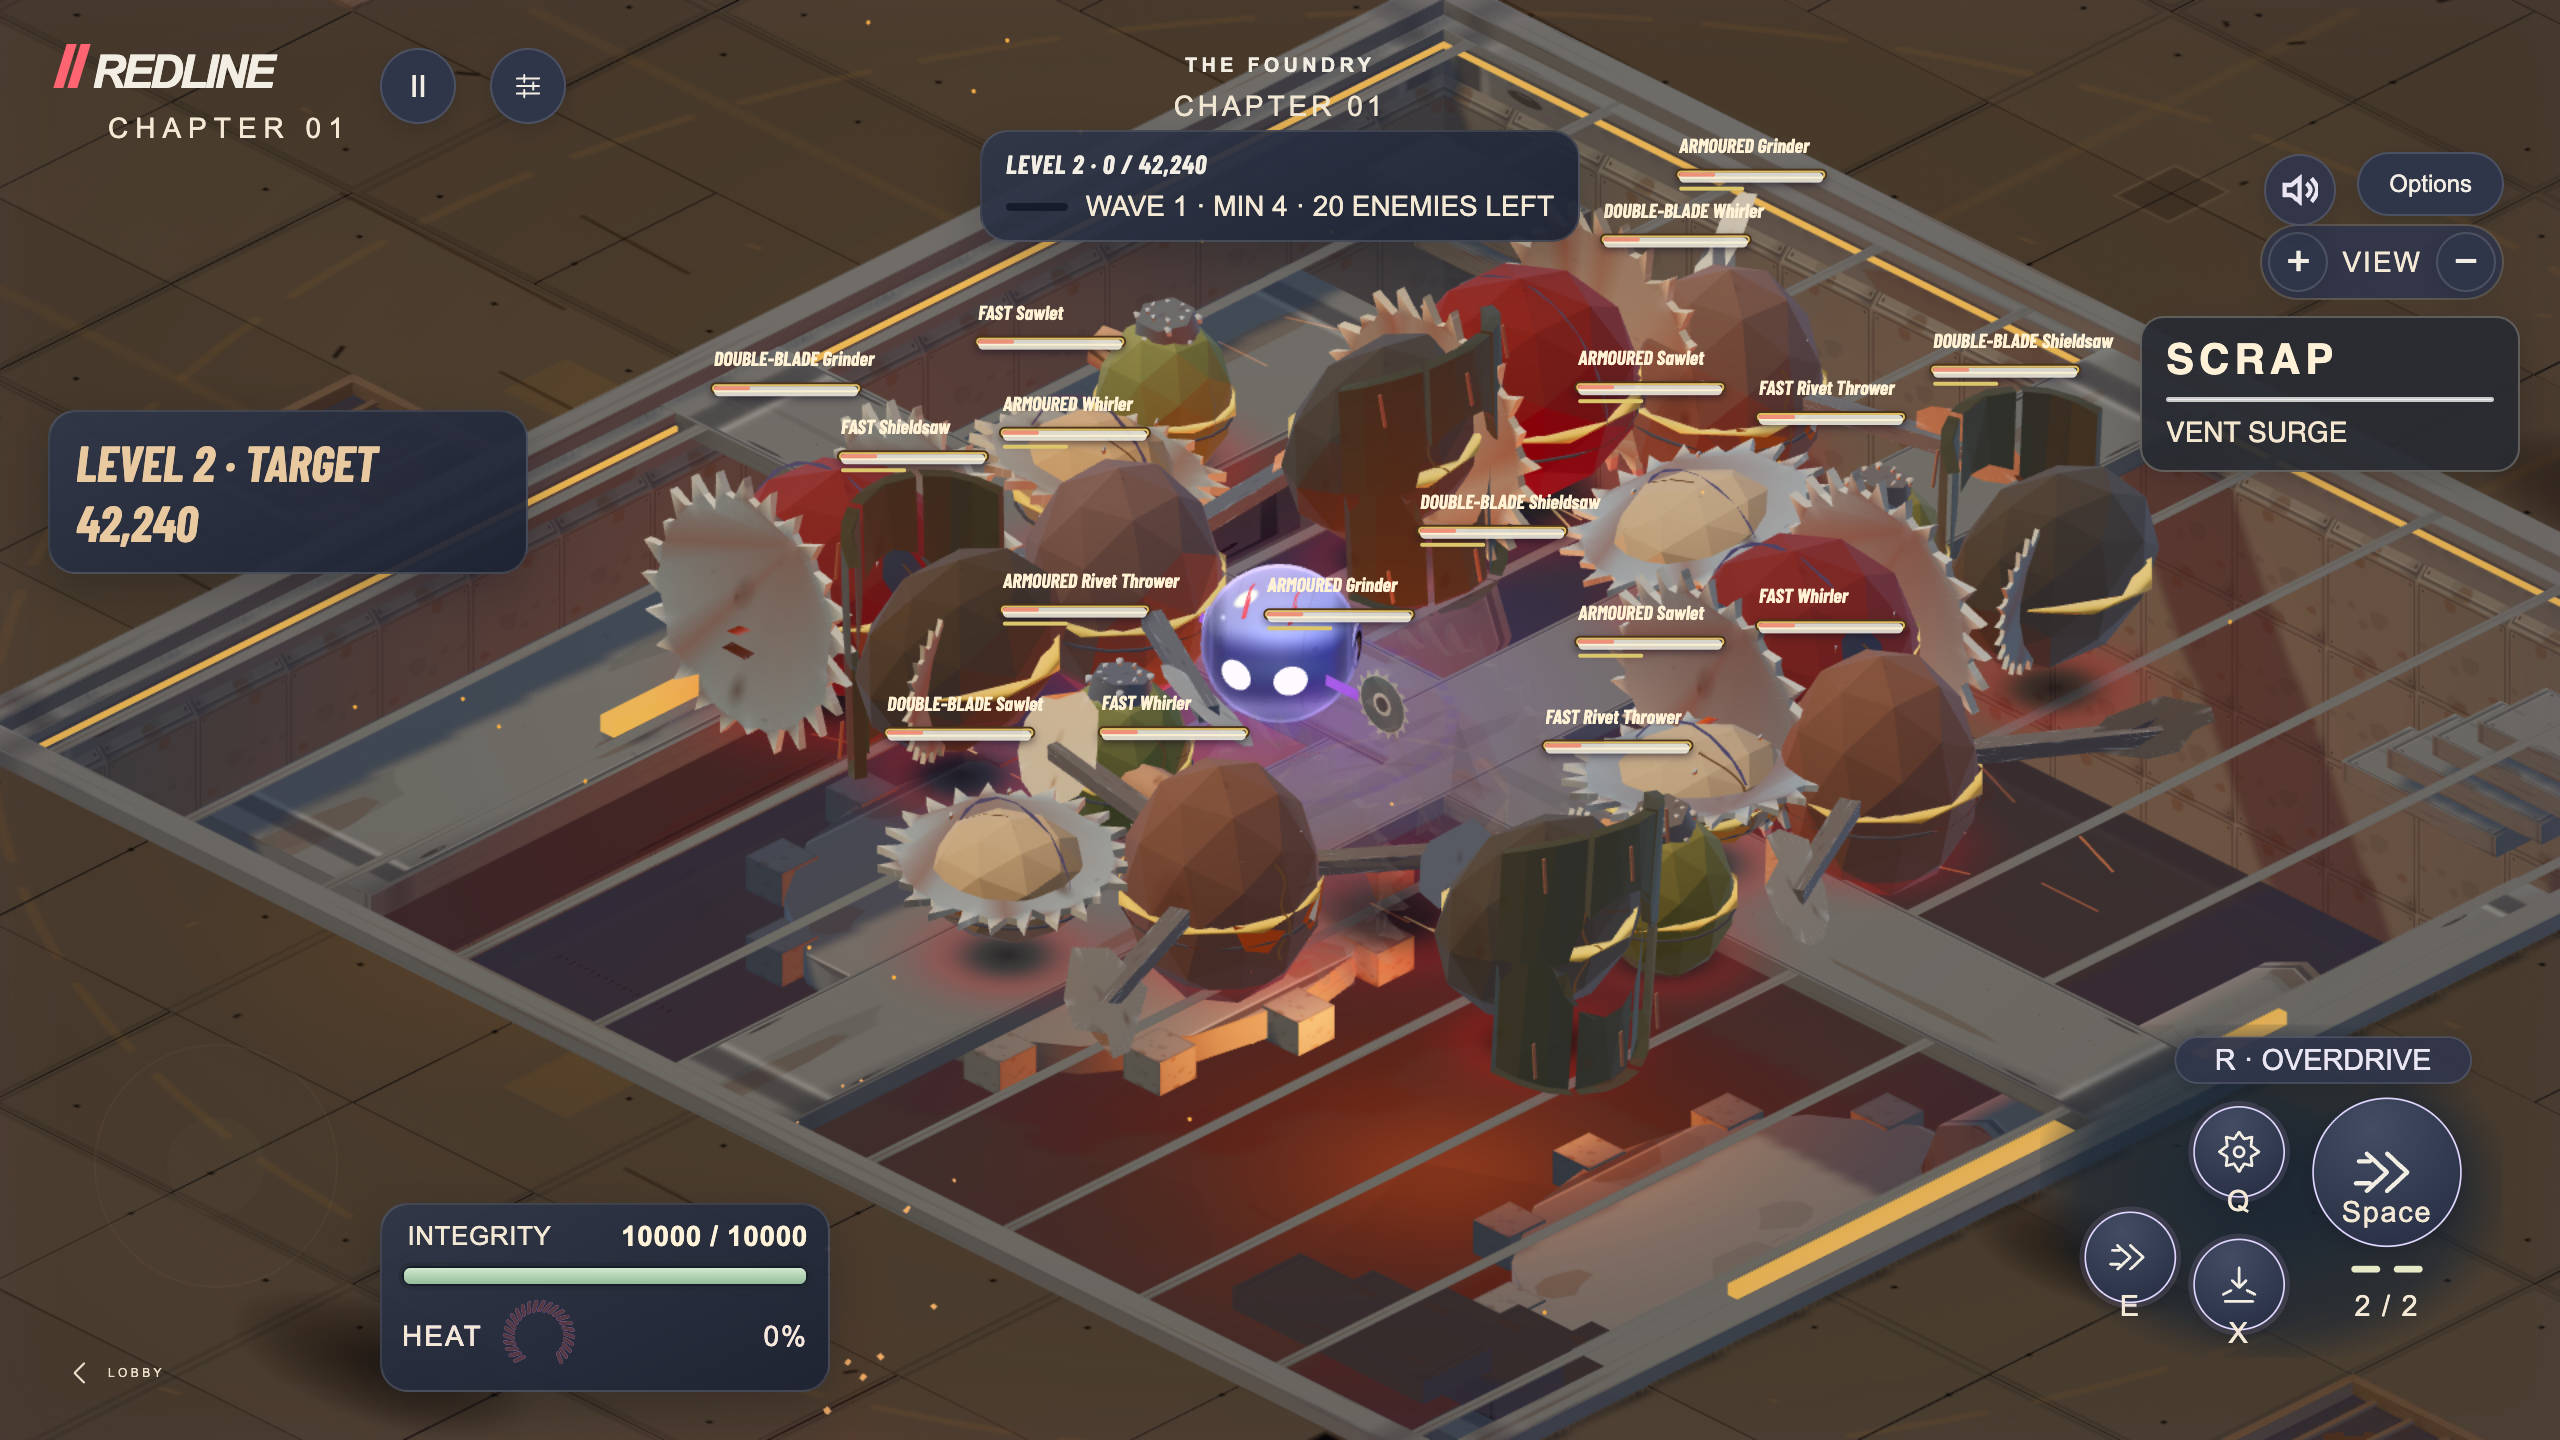 REDLINE
CHAPTER 01
THE FOUNDRY
CHAPTER 01
LEVEL 2 · 0 / 42,240
WAVE 1 · MIN 4 · 20 ENEMIES LEFT
Options
+ VIEW −
SCRAP
VENT SURGE
LEVEL 2 · TARGET
42,240
ARMOURED Grinder
DOUBLE-BLADE Whirler
FAST Sawlet
DOUBLE-BLADE Shieldsaw
DOUBLE-BLADE Grinder
ARMOURED Sawlet
FAST Rivet Thrower
ARMOURED Whirler
FAST Shieldsaw
DOUBLE-BLADE Shieldsaw
ARMOURED Rivet Thrower
ARMOURED Grinder
FAST Whirler
ARMOURED Sawlet
DOUBLE-BLADE Sawlet
FAST Whirler
FAST Rivet Thrower
R · OVERDRIVE
Q
Space
E
X
2 / 2
INTEGRITY 10000 / 10000
HEAT 0%
LOBBY